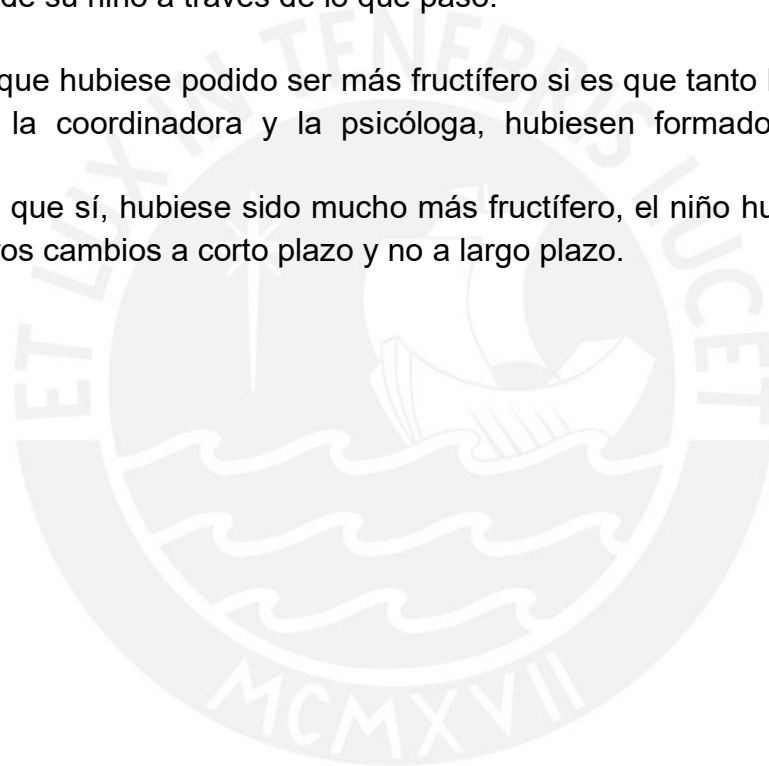 de su niño a través de lo que pasó.
que hubiese podido ser más fructífero si es que tanto
la coordinadora y la psicóloga, hubiesen formado
que sí, hubiese sido mucho más fructífero, el niño
cambios a corto plazo y no a largo plazo.
ET LUX IN TENEBRIS LUCET
MCMXVII